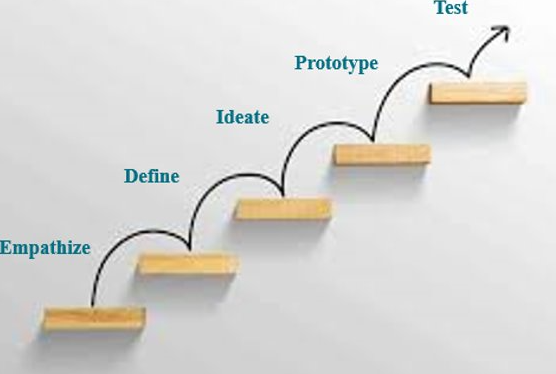 Test
Prototype
Ideate
Define
Empathize